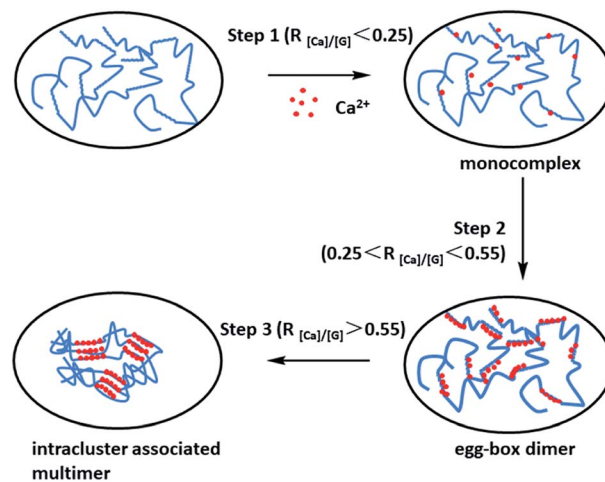 Step 1 (R [Ca]/[G]<0.25)
Ca2+
monocomplex
Step 2
(0.25<R [Ca]/[G]<0.55)
Step 3 (R [Ca]/[G]>0.55)
intracluster associated
multimer
egg-box dimer